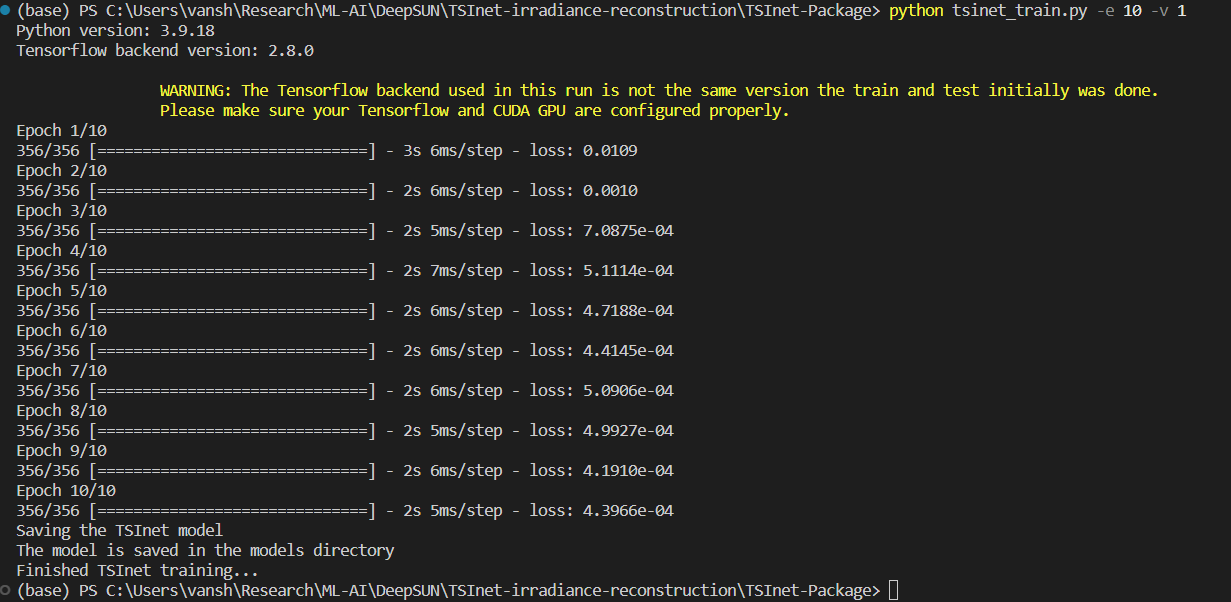 (base) PS C:\Users\vansh\Research\ML-AI\DeepSUN\TSInet-irradiance-reconstruction\TSInet-Package> python tsinet_train.py -e 10 -v 1
Python version: 3.9.18
Tensorflow backend version: 2.8.0
WARNING: The Tensorflow backend used in this run is not the same version the train and test initially was done.
Please make sure your Tensorflow and CUDA GPU are configured properly.
Epoch 1/10
356/356 [==============================] - 3s 6ms/step - loss: 0.0109
Epoch 2/10
356/356 [==============================] - 2s 6ms/step - loss: 0.0010
Epoch 3/10
356/356 [==============================] - 2s 5ms/step - loss: 7.0875e-04
Epoch 4/10
356/356 [==============================] - 2s 7ms/step - loss: 5.1114e-04
Epoch 5/10
356/356 [==============================] - 2s 6ms/step - loss: 4.7188e-04
Epoch 6/10
356/356 [==============================] - 2s 6ms/step - loss: 4.4145e-04
Epoch 7/10
356/356 [==============================] - 2s 6ms/step - loss: 5.0906e-04
Epoch 8/10
356/356 [==============================] - 2s 5ms/step - loss: 4.9927e-04
Epoch 9/10
356/356 [==============================] - 2s 6ms/step - loss: 4.1910e-04
Epoch 10/10
356/356 [==============================] - 2s 5ms/step - loss: 4.3966e-04
Saving the TSInet model
The model is saved in the models directory
Finished TSInet training...
(base) PS C:\Users\vansh\Research\ML-AI\DeepSUN\TSInet-irradiance-reconstruction\TSInet-Package>